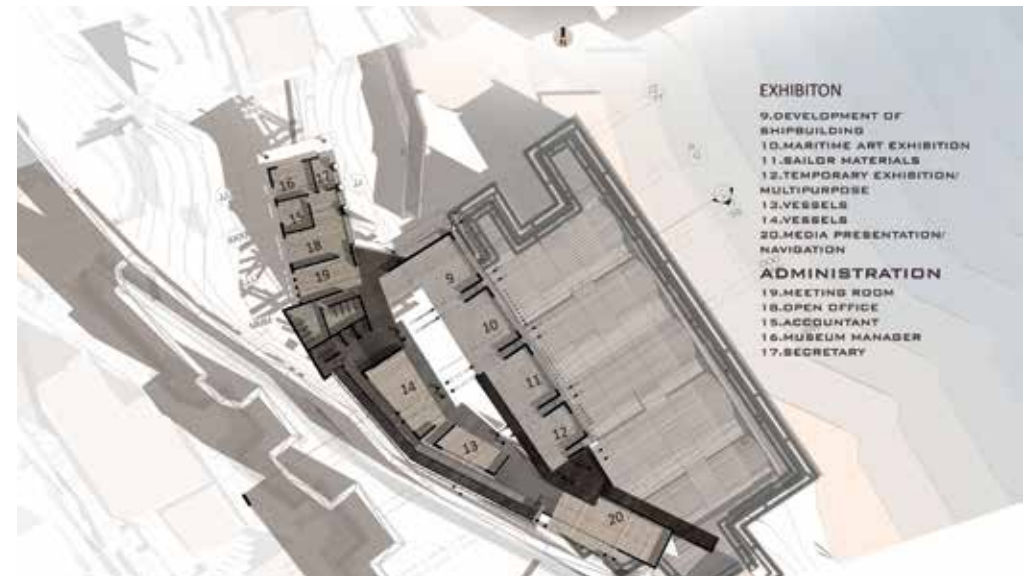 EXHIBITON
9.DEVELOPMENT OF
SHIPBUILDING
10.MARITIME ART EXHIBITION
11.SAILOR MATERIALS
12.TEMPORARY EXHIBITION/
MULTIPURPOSE
13.VESSELS
14.VESSELS
20.MEDIA PRESENTATION/
NAVIGATION
ADMINISTRATION
19.MEETING ROOM
18.OPEN OFFICE
15.ACCOUNTANT
16.MUSEUM MANAGER
17.SECRETARY
16
17
15
18
19
9
10
11
12
14
13
20